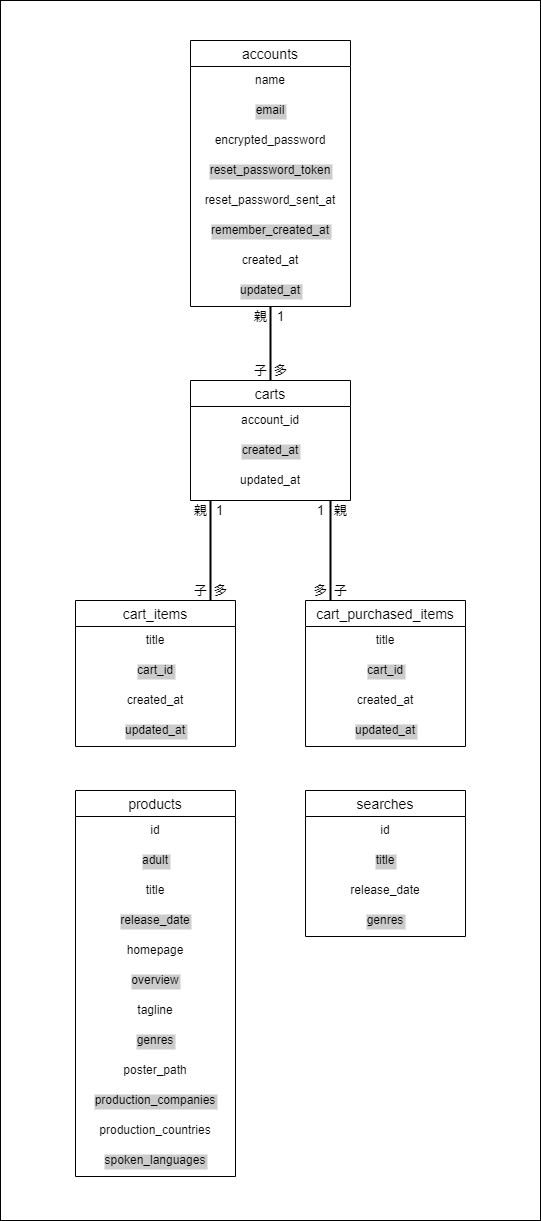 accounts
name
email
encrypted_password
reset_password_token
reset_password_sent_at
remember_created_at
created_at
updated_at
親 1
子 多
carts
account_id
created_at
updated_at
親 1
1 親
子 多
多 子
cart_items
title
cart_id
created_at
updated_at
cart_purchased_items
title
cart_id
created_at
updated_at
products
id
adult
title
release_date
homepage
overview
tagline
genres
poster_path
production_companies
production_countries
spoken_languages
searches
id
title
release_date
genres